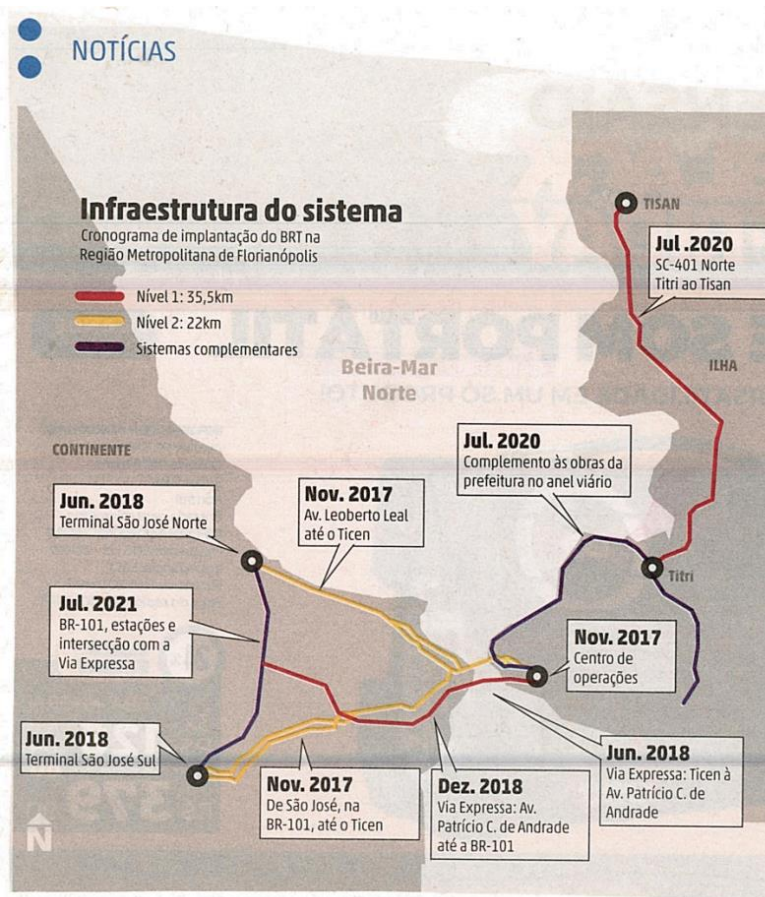 NOTÍCIAS
Infraestrutura do sistema
Cronograma de implantação do BRT na
Região Metropolitana de Florianópolis
Nível 1: 35,5km
Nível 2: 22km
Sistemas complementares
TISAN
Jul .2020
SC-401 Norte
Titri ao Tisan
Beira-Mar
Norte
ILHA
CONTINENTE
Jul. 2020
Complemento às obras da
prefeitura no anel viário
Jun. 2018
Terminal São José Norte
Nov. 2017
Av. Leoberto Leal
até o Ticen
Titri
Jul. 2021
BR-101, estações e
intersecção com a
Via Expressa
Nov. 2017
Centro de
operações
Jun. 2018
Terminal São José Sul
Nov. 2017
De São José, na
BR-101, até o Ticen
Dez. 2018
Via Expressa: Av.
Patrício C. de Andrade
até a BR-101
Jun. 2018
Via Expressa: Ticen à
Av. Patrício C. de
Andrade
N